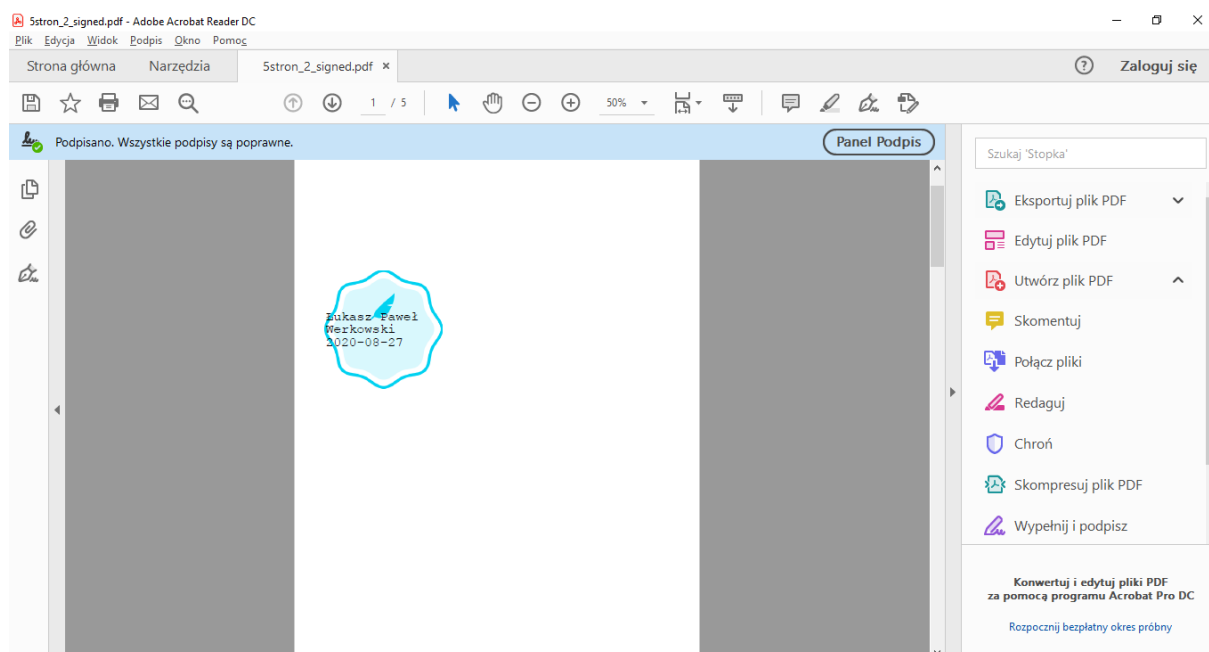 5stron_2_signed.pdf - Adobe Acrobat Reader DC
Plik Edycja Widok Podpis Okno Pomoc
Strona główna Narzędzia 5stron_2_signed.pdf × Zaloguj się
1 / 5 50%
Podpisano. Wszystkie podpisy są poprawne. Panel Podpis
Łukasz Paweł
Werkowski
2020-08-27
Szukaj 'Stopka'
Eksportuj plik PDF
Edytuj plik PDF
Utwórz plik PDF
Skomentuj
Połącz pliki
Redaguj
Chroń
Skompresuj plik PDF
Wypełnij i podpisz
Konwertuj i edytuj pliki PDF
za pomocą programu Acrobat Pro DC
Rozpocznij bezpłatny okres próbny